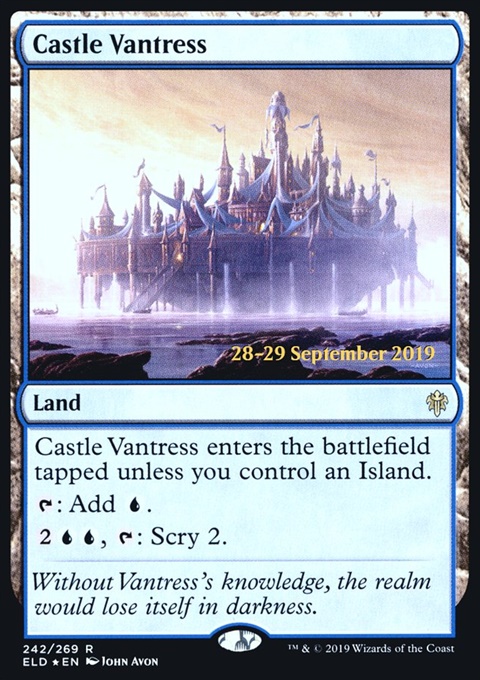 Castle Vantress
28-29 September 2019
Land
Castle Vantress enters the battlefield
tapped unless you control an Island.
: Add .
2 , : Scry 2.
Without Vantress's knowledge, the realm
would lose itself in darkness.
242/269 R
™ & © 2019 Wizards of the Coast
ELD ★ EN John Avon